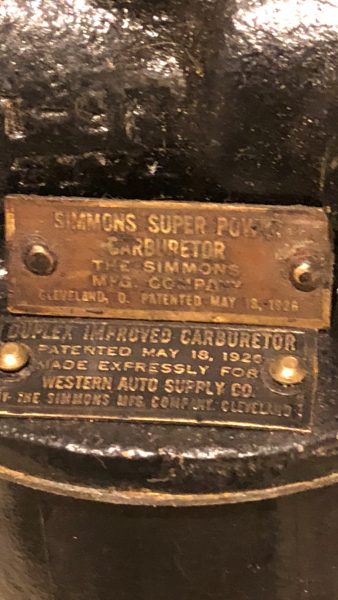 SIMMONS SUPER POWER
CARBURETOR
THE SIMMONS
MFG. COMPANY
CLEVELAND, O. PATENTED MAY 18, 1926
DUPLEX IMPROVED CARBURETOR
PATENTED MAY 18, 1926
MADE EXPRESSLY FOR
WESTERN AUTO SUPPLY CO.
THE SIMMONS MFG. COMPANY, CLEVELAND